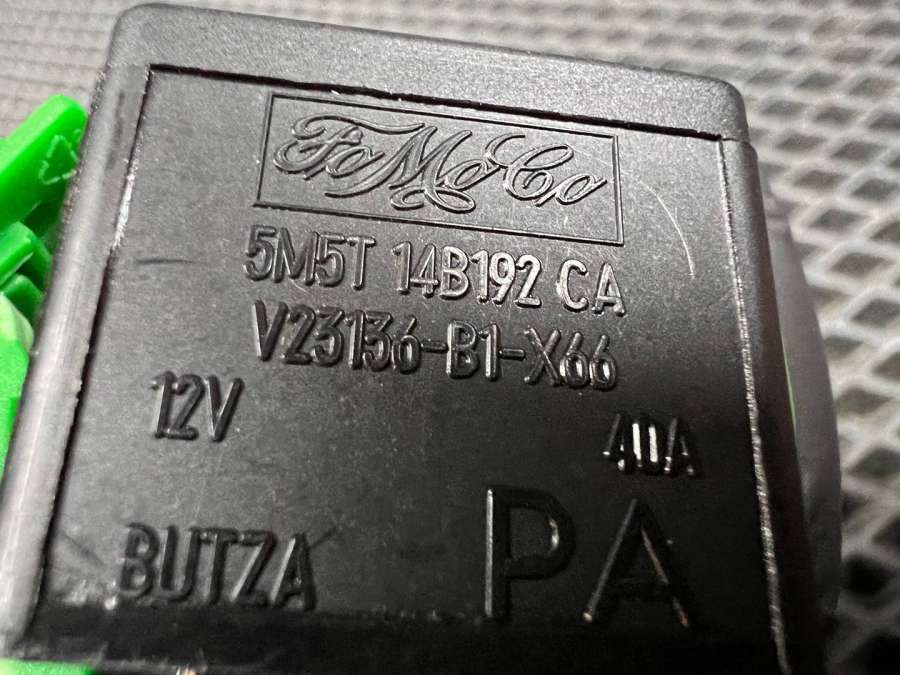 FoMoCo
5M5T 14B192 CA
V23136-B1-X66
12V
40A
BUTZA
PA